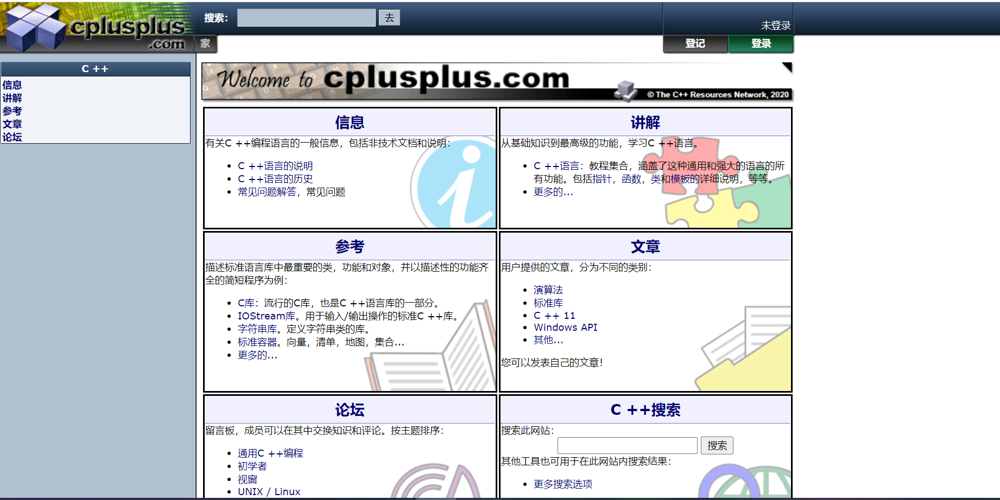 cplusplus
.com
搜索：
去
未登录
家
登记
登录
C ++
信息
讲解
参考
文章
论坛
Welcome to cplusplus.com
© The C++ Resources Network, 2020
信息
有关C ++编程语言的一般信息，包括非技术文档和说明：
C ++语言的说明
C ++语言的历史
常见问题解答，常见问题
讲解
从基础知识到最高级的功能，学习C ++语言。
C ++语言：教程集合，涵盖了这种通用和强大的语言的所
有功能。包括指针，函数，类和模板的详细说明，等等。
更多的...
参考
描述标准语言库中最重要的类，功能和对象，并以描述性的功能齐
全的简短程序为例：
C库：流行的C库，也是C ++语言库的一部分。
IOStream库。用于输入/输出操作的标准C ++库。
字符串库。定义字符串类的库。
标准容器。向量，清单，地图，集合...
更多的...
文章
用户提供的文章，分为不同的类别：
演算法
标准库
C ++ 11
Windows API
其他...
您可以发表自己的文章！
论坛
留言板，成员可以在其中交换知识和评论。按主题排序：
通用C ++编程
初学者
视窗
UNIX / Linux
C ++搜索
搜索此网站：
搜索
其他工具也可用于在此网站内搜索结果：
更多搜索选项